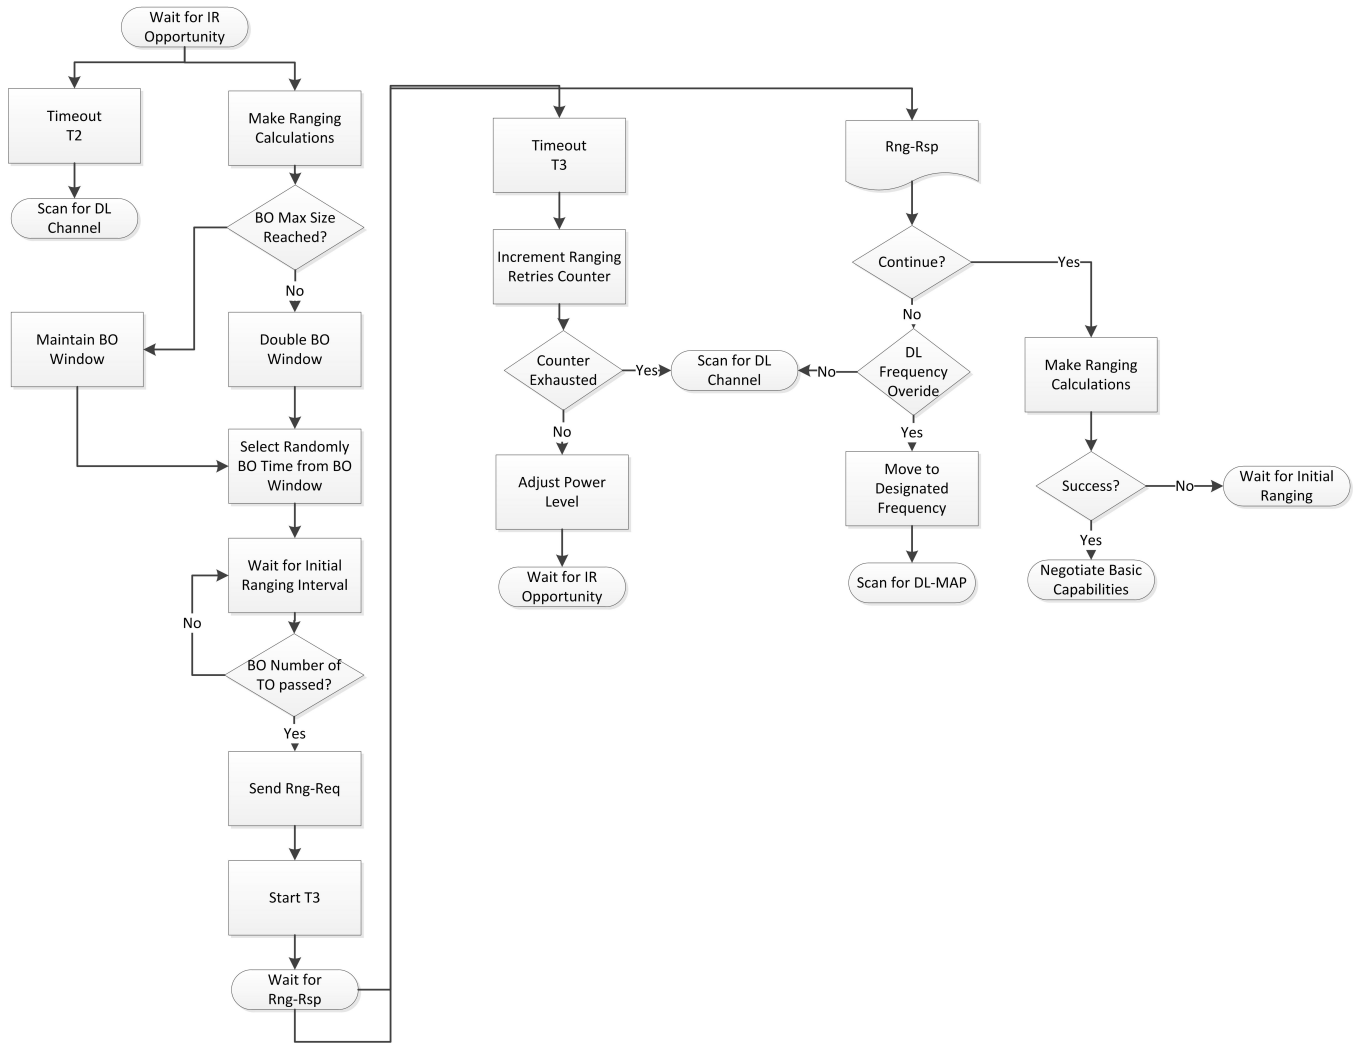 Wait for IR
Opportunity
Timeout
T2
Scan for DL
Channel
Make Ranging
Calculations
BO Max Size
Reached?
No
Maintain BO
Window
Double BO
Window
Select Randomly
BO Time from BO
Window
Wait for Initial
Ranging Interval
No
BO Number of
TO passed?
Yes
Send Rng-Req
Start T3
Wait for
Rng-Rsp
Timeout
T3
Increment Ranging
Retries Counter
Counter
Exhausted
Yes
No
Adjust Power
Level
Wait for IR
Opportunity
Scan for DL
Channel
Rng-Rsp
Continue?
Yes
No
DL
Frequency
Overide
No
Yes
Move to
Designated
Frequency
Scan for DL-MAP
Make Ranging
Calculations
Success?
No
Wait for Initial
Ranging
Yes
Negotiate Basic
Capabilities